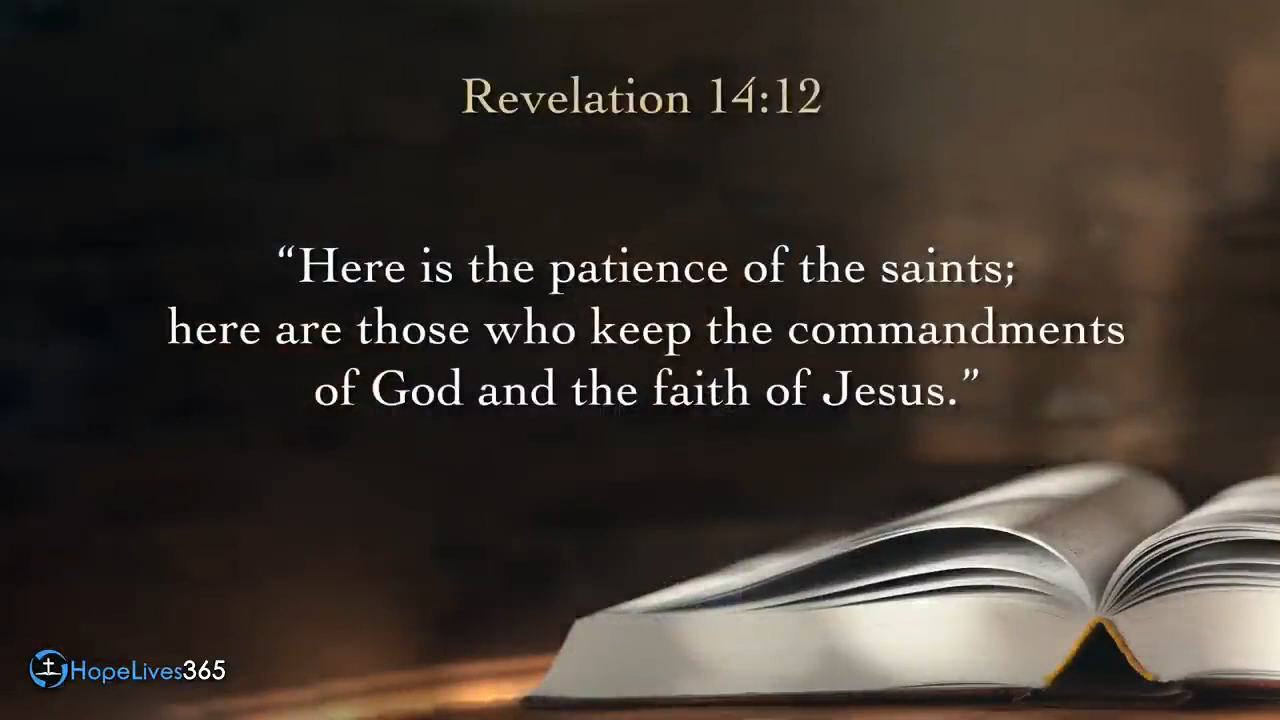 Revelation 14:12
“Here is the patience of the saints;
here are those who keep the commandments
of God and the faith of Jesus.”
HopeLives365